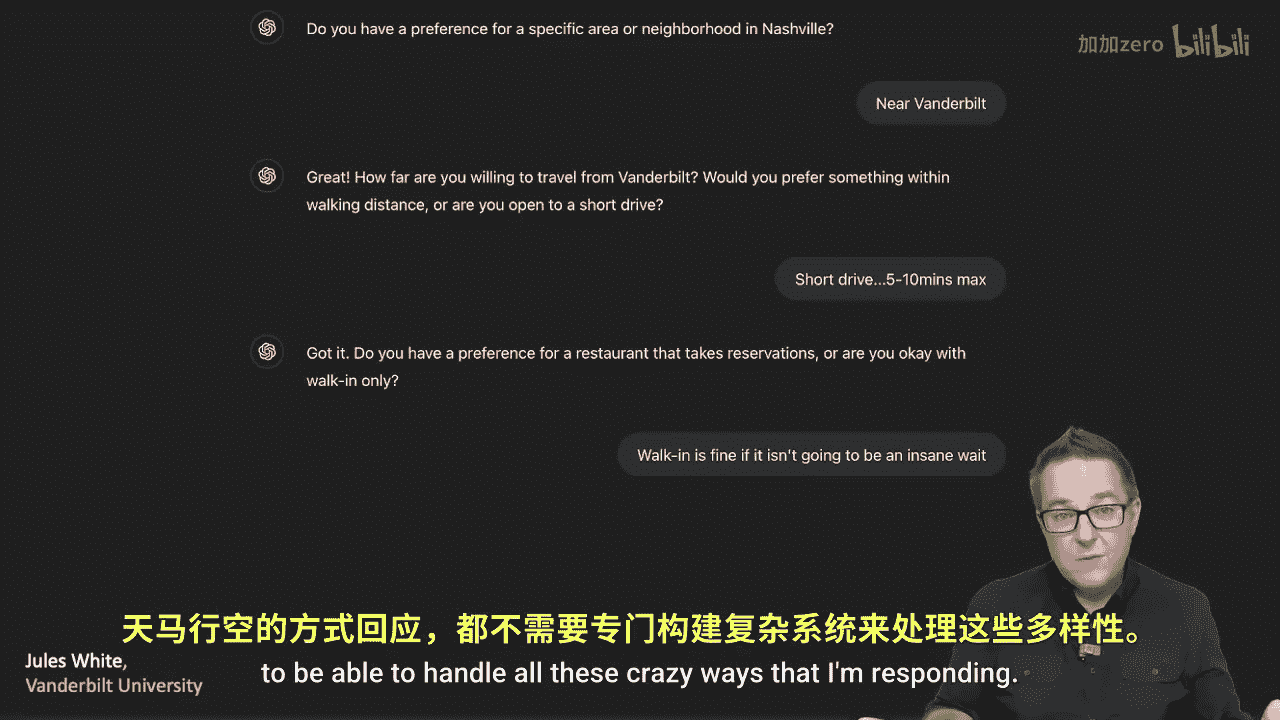 Do you have a preference for a specific area or neighborhood in Nashville?
加加zero bilibili
Near Vanderbilt
Great! How far are you willing to travel from Vanderbilt? Would you prefer something within
walking distance, or are you open to a short drive?
Short drive...5-10mins max
Got it. Do you have a preference for a restaurant that takes reservations, or are you okay with
walk-in only?
Walk-in is fine if it isn't going to be an insane wait
天马行空的方式回应，都不需要专门构建复杂系统来处理这些多样性。
Jules White,
Vanderbilt University
to be able to handle all these crazy ways that I'm responding.